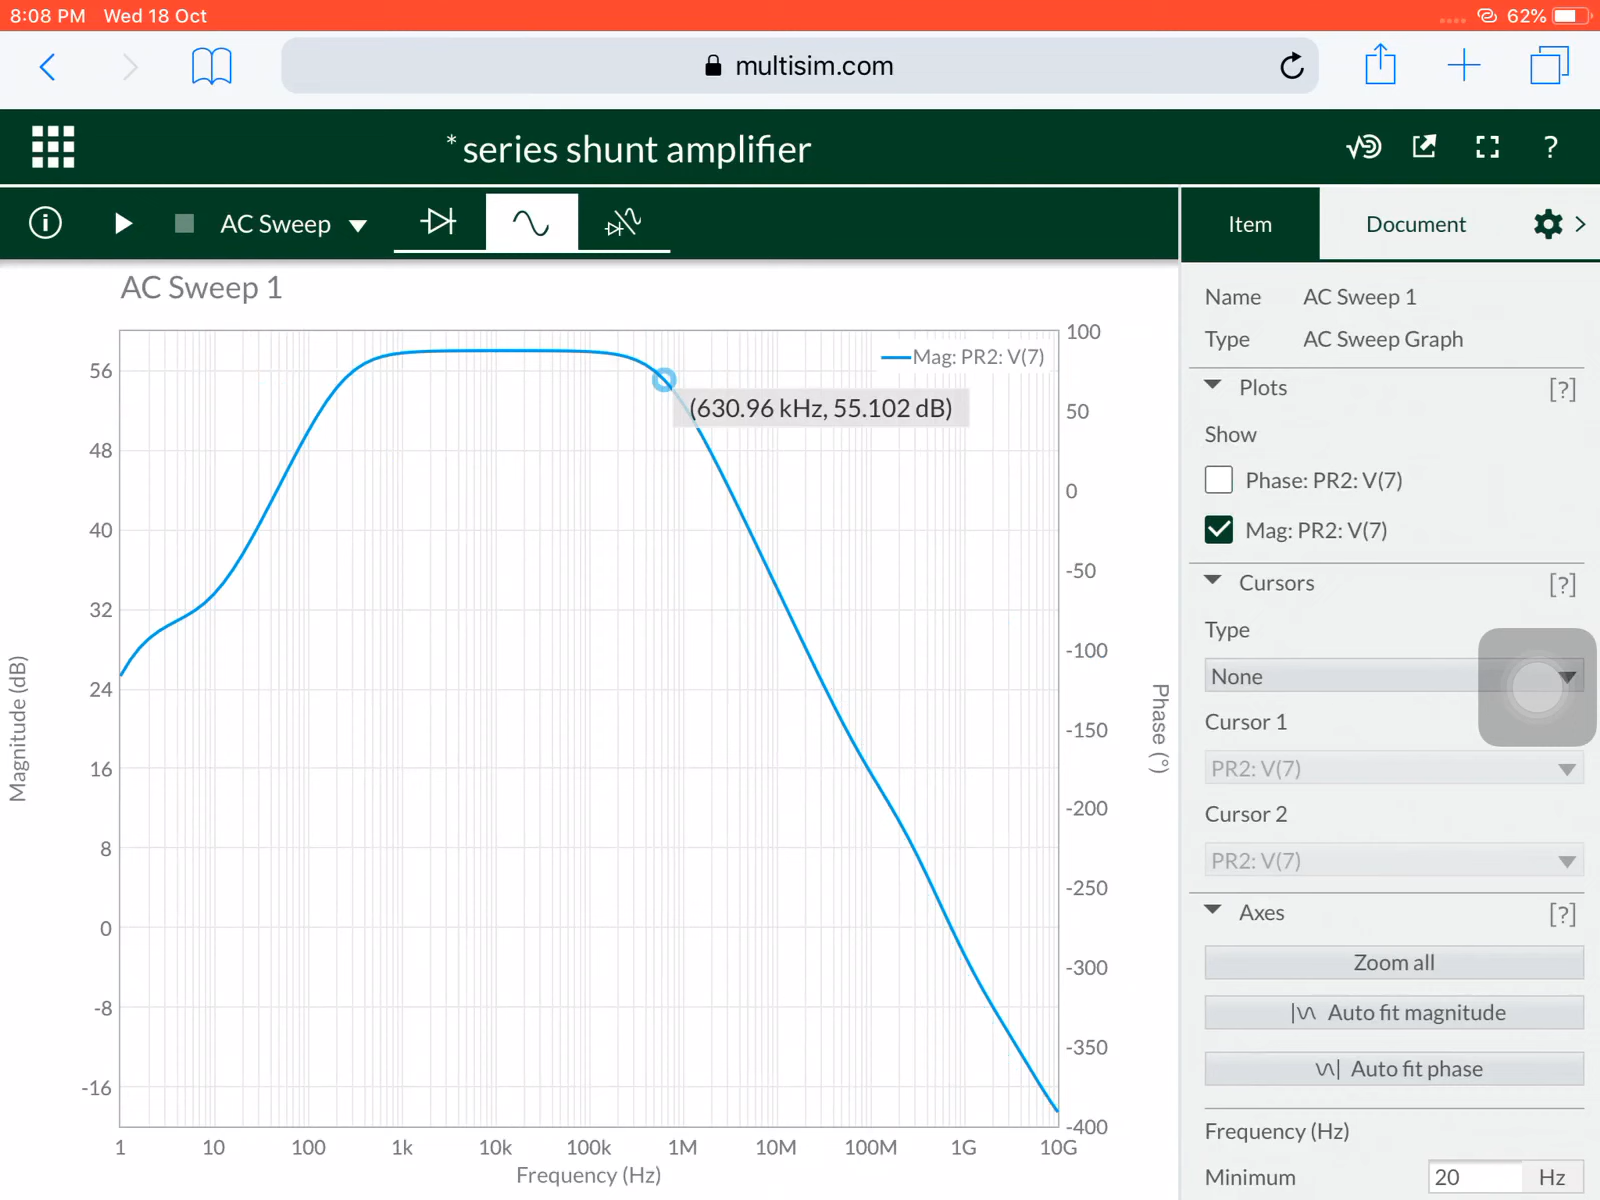 8:08 PM Wed 18 Oct
62%
multisim.com
*series shunt amplifier
?
AC Sweep
Item
Document
AC Sweep 1
Name AC Sweep 1
Type AC Sweep Graph
Plots [?]
Show
Phase: PR2: V(7)
Mag: PR2: V(7)
Cursors [?]
Type
None
Cursor 1
PR2: V(7)
Cursor 2
PR2: V(7)
Axes [?]
Zoom all
Auto fit magnitude
Auto fit phase
Frequency (Hz)
Minimum 20 Hz
Mag: PR2: V(7)
(630.96 kHz, 55.102 dB)
Magnitude (dB)
56
48
40
32
24
16
8
0
-8
-16
100
50
0
-50
-100
-150
-200
-250
-300
-350
-400
Phase (°)
1 10 100 1k 10k 100k 1M 10M 100M 1G 10G
Frequency (Hz)